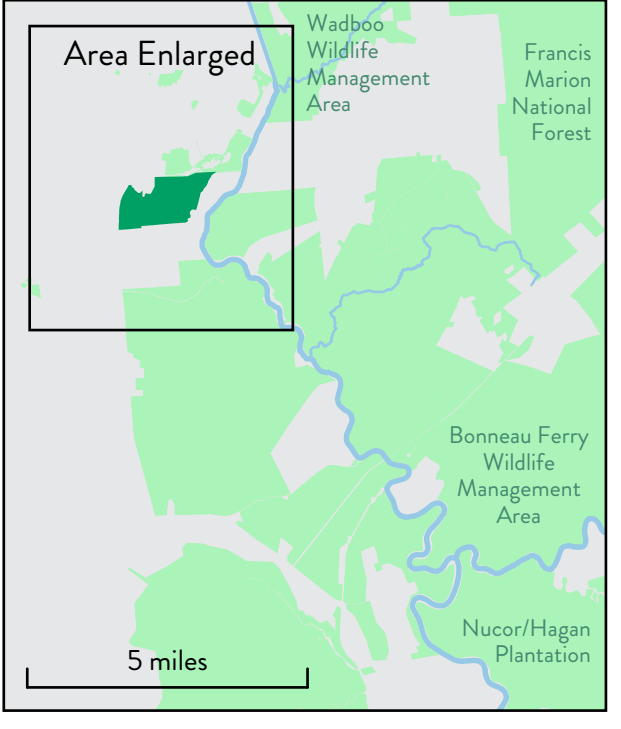 Area Enlarged
Wadboo
Wildlife
Management
Area
Francis
Marion
National
Forest
Bonneau Ferry
Wildlife
Management
Area
Nucor/Hagan
Plantation
5 miles